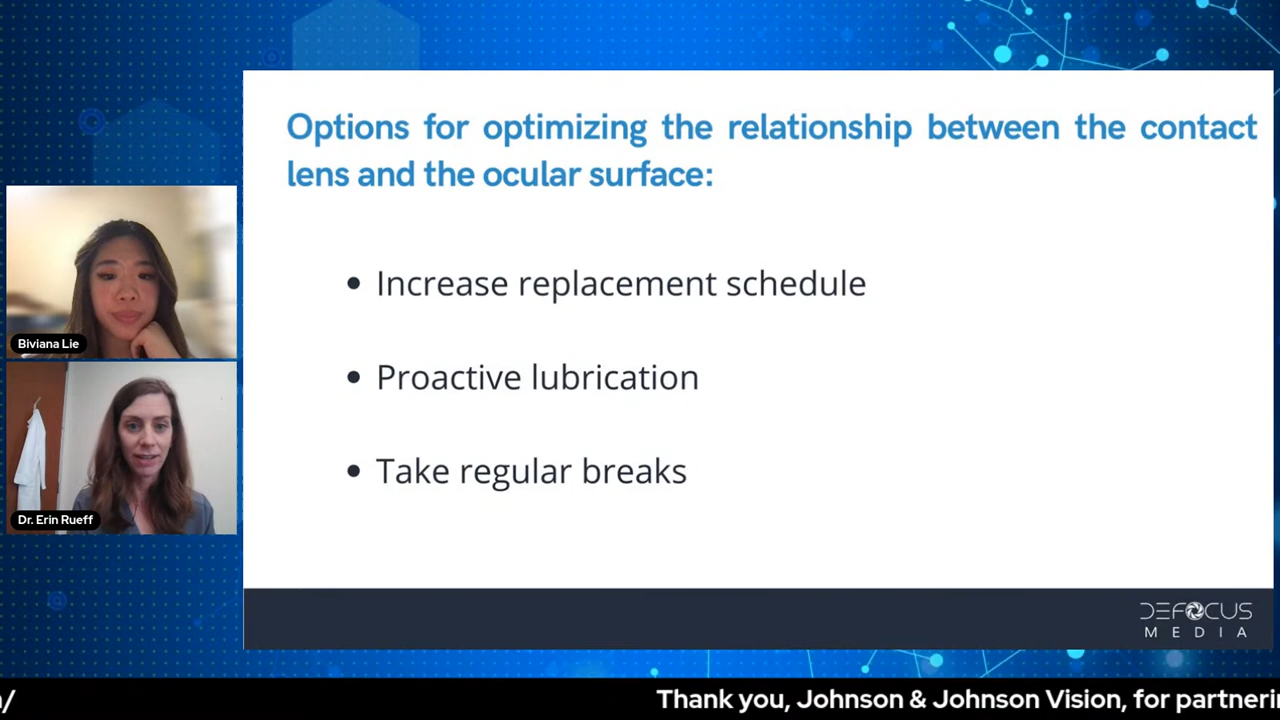 Options for optimizing the relationship between the contact
lens and the ocular surface:
• Increase replacement schedule
• Proactive lubrication
• Take regular breaks
Biviana Lie
Dr. Erin Rueff
DEFOCUS
MEDIA
/ Thank you, Johnson & Johnson Vision, for